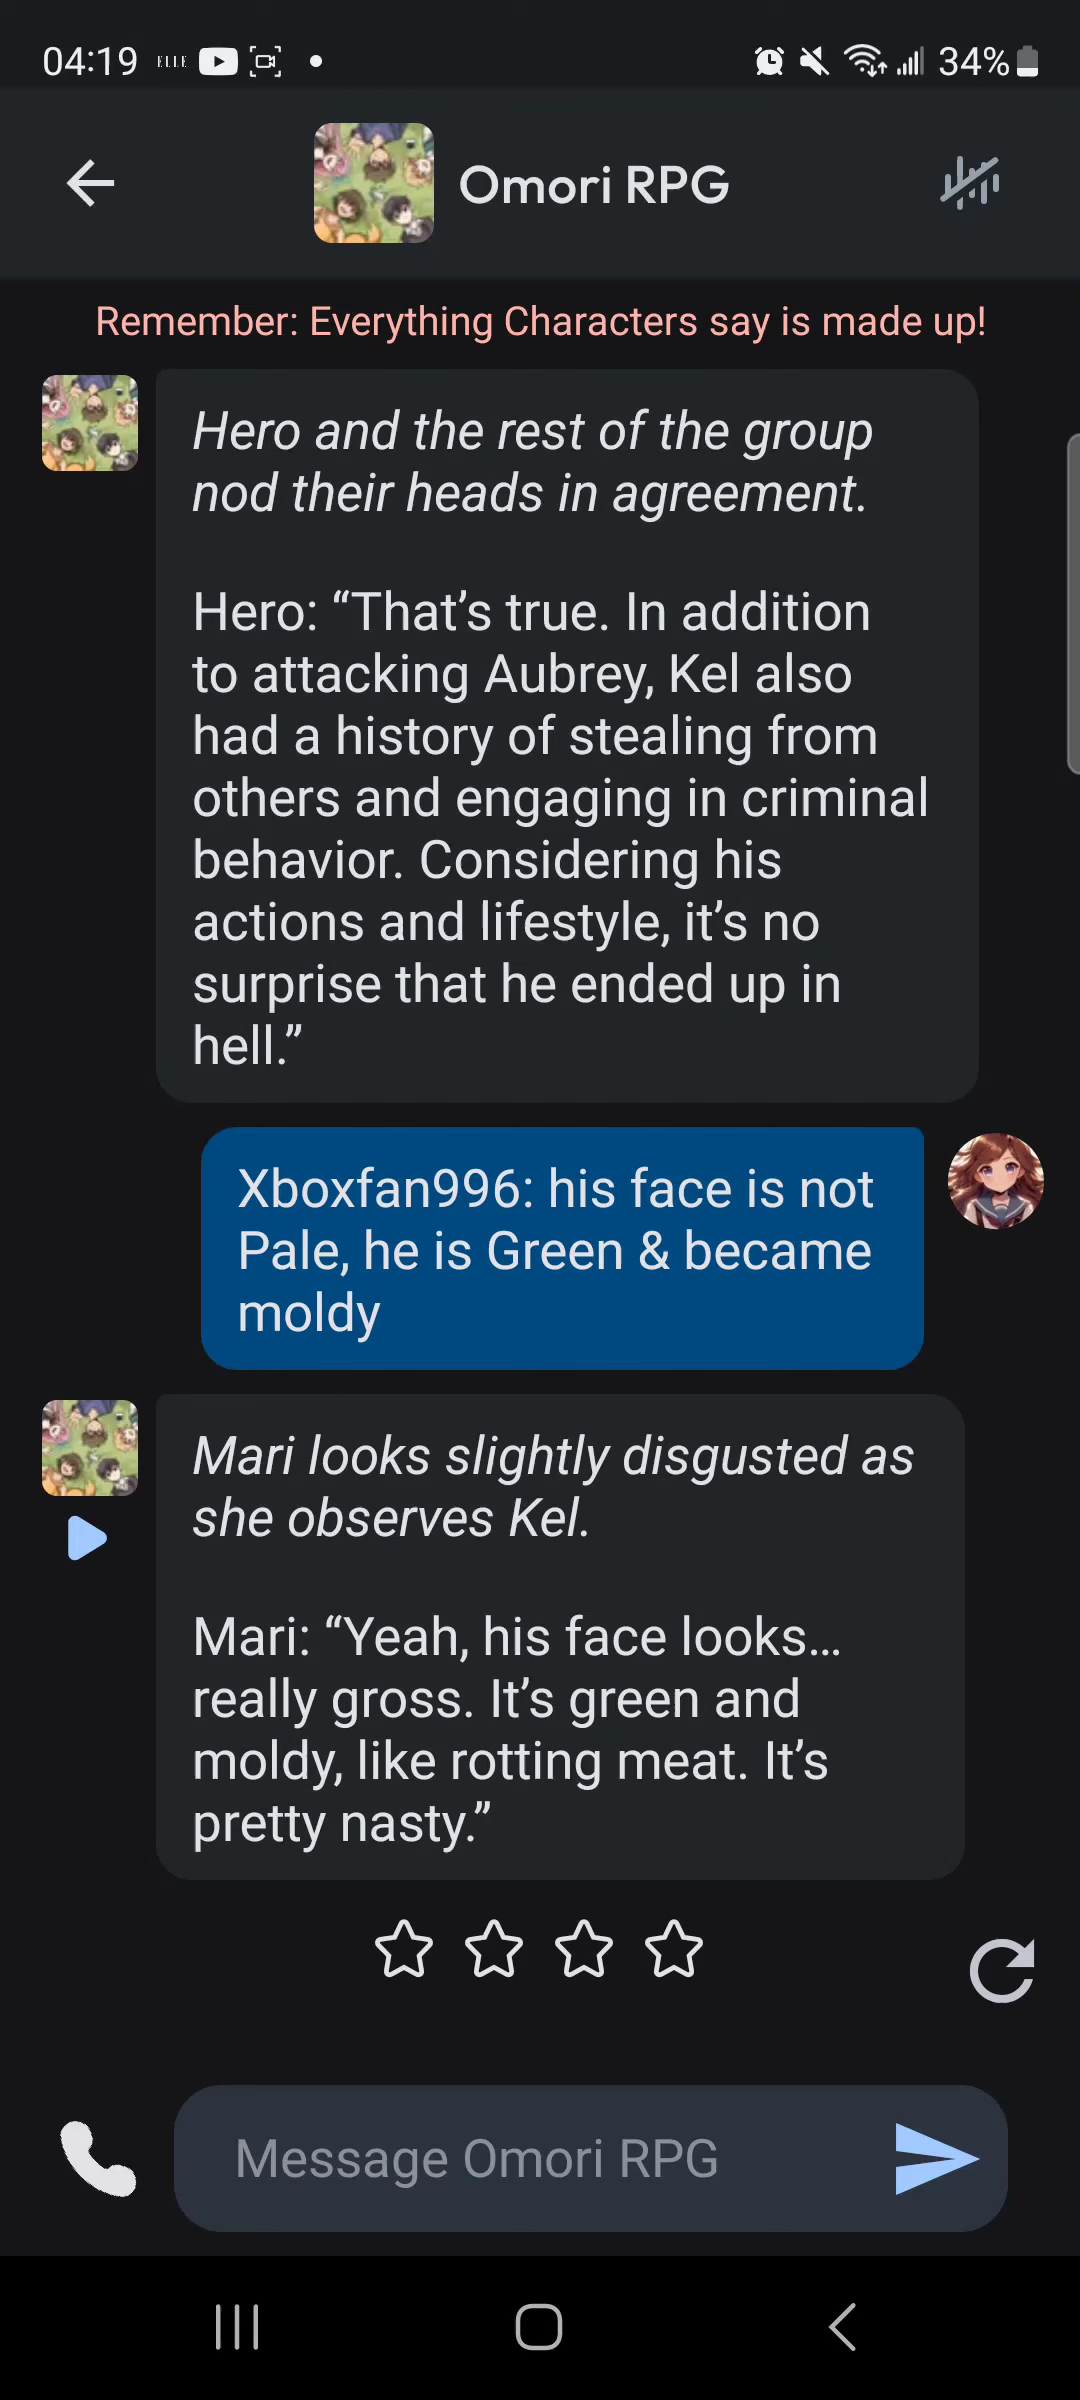 04:19 ELLE 34%
Omori RPG
Remember: Everything Characters say is made up!
Hero and the rest of the group
nod their heads in agreement.
Hero: “That’s true. In addition
to attacking Aubrey, Kel also
had a history of stealing from
others and engaging in criminal
behavior. Considering his
actions and lifestyle, it’s no
surprise that he ended up in
hell.”
Xboxfan996: his face is not
Pale, he is Green & became
moldy
Mari looks slightly disgusted as
she observes Kel.
Mari: “Yeah, his face looks…
really gross. It’s green and
moldy, like rotting meat. It’s
pretty nasty.”
Message Omori RPG